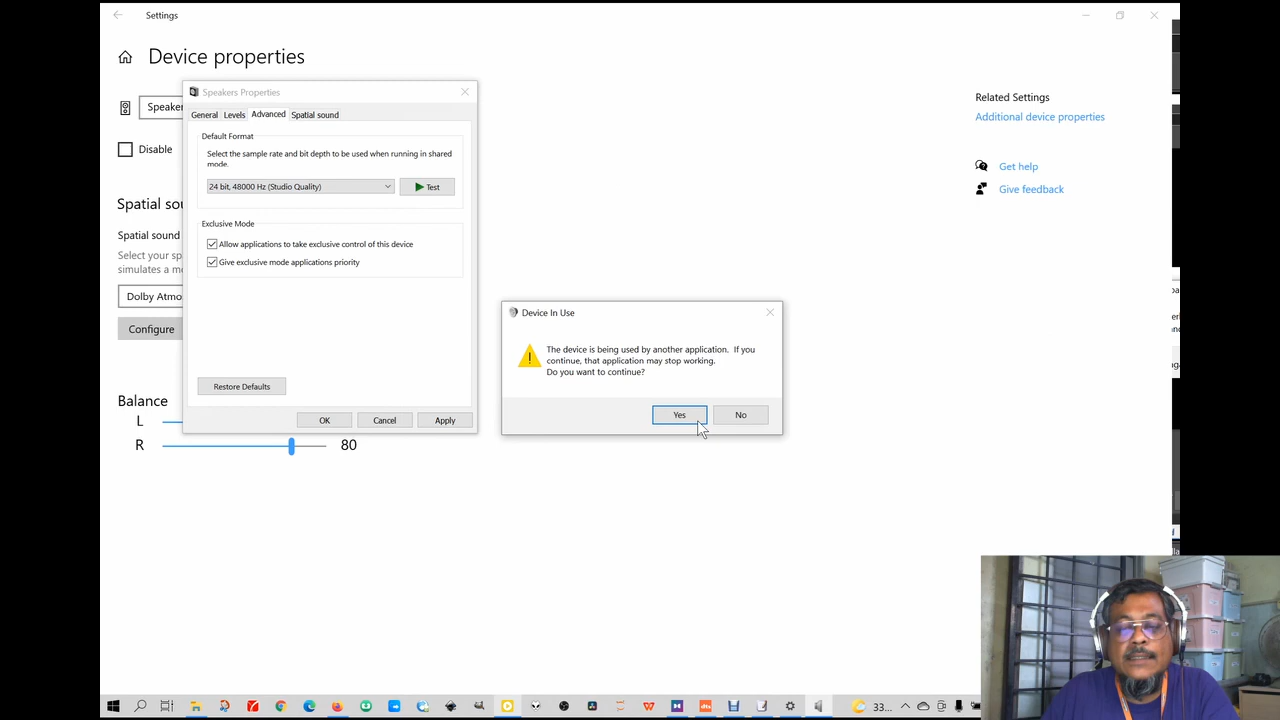 Settings
Device properties
Speake
Disable
Spatial sou
Spatial sound
Select your sp
simulates a m
Dolby Atmo
Configure
Balance
L
R
80
Speakers Properties
General
Levels
Advanced
Spatial sound
Default Format
Select the sample rate and bit depth to be used when running in shared
mode.
24 bit, 48000 Hz (Studio Quality)
Test
Exclusive Mode
Allow applications to take exclusive control of this device
Give exclusive mode applications priority
Restore Defaults
OK
Cancel
Apply
Device In Use
The device is being used by another application. If you
continue, that application may stop working.
Do you want to continue?
Yes
No
Related Settings
Additional device properties
Get help
Give feedback
33...